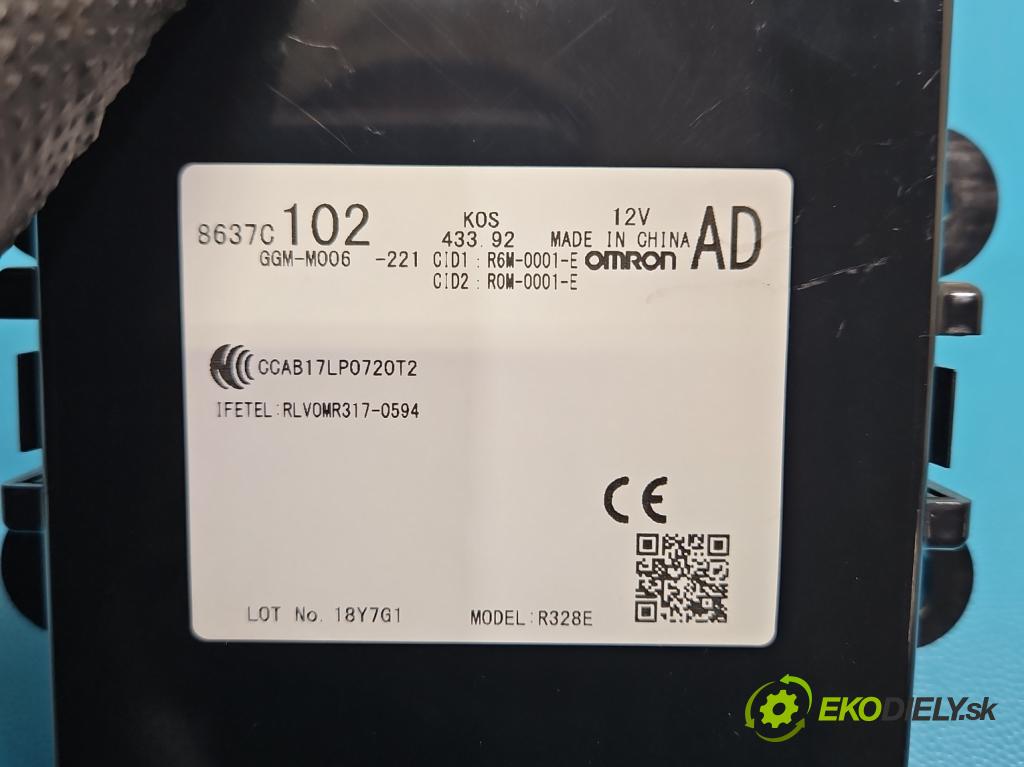 8637C 102 KOS 12V AD
433.92 MADE IN CHINA
GGM-M006 -221 CID1 : R6M-0001-E OMRON
CID2 : R0M-0001-E
CCAB17LP0720T2
IFETEL:RLVOMR317-0594
CE
LOT No. 18Y7G1 MODEL:R328E
EKODIELY.sk